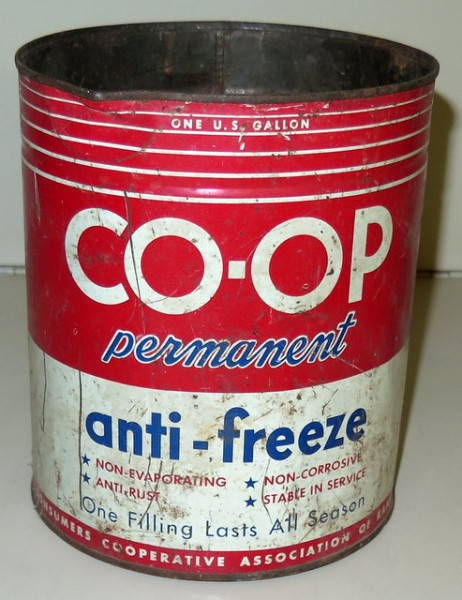 ONE U.S. GALLON
CO-OP
permanent
anti-freeze
★ NON-EVAPORATING ★ NON-CORROSIVE
★ ANTI-RUST ★ STABLE IN SERVICE
One Filling Lasts All Season
CONSUMERS COOPERATIVE ASSOCIATION OF